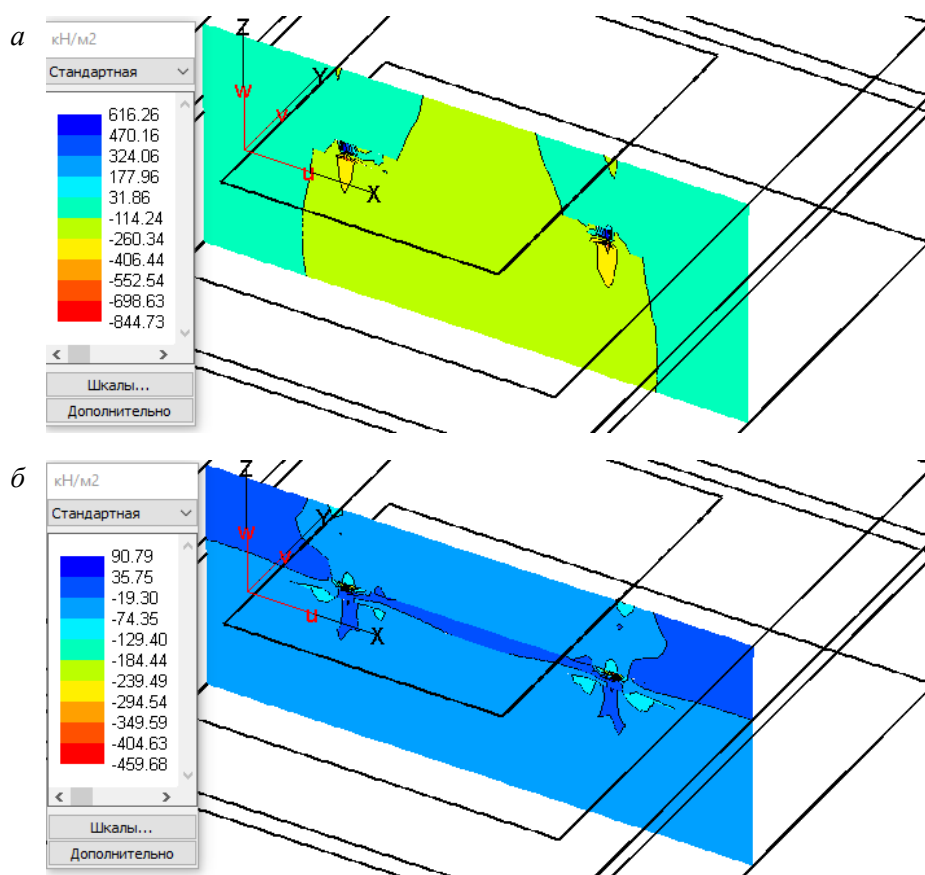 а
кН/м2
Стандартная
616.26
470.16
324.06
177.96
31.86
-114.24
-260.34
-406.44
-552.54
-698.63
-844.73
Шкалы...
Дополнительно
Z
Y
W
v
u
X
б
кН/м2
Стандартная
90.79
35.75
-19.30
-74.35
-129.40
-184.44
-239.49
-294.54
-349.59
-404.63
-459.68
Шкалы...
Дополнительно
Z
Y
W
v
u
X